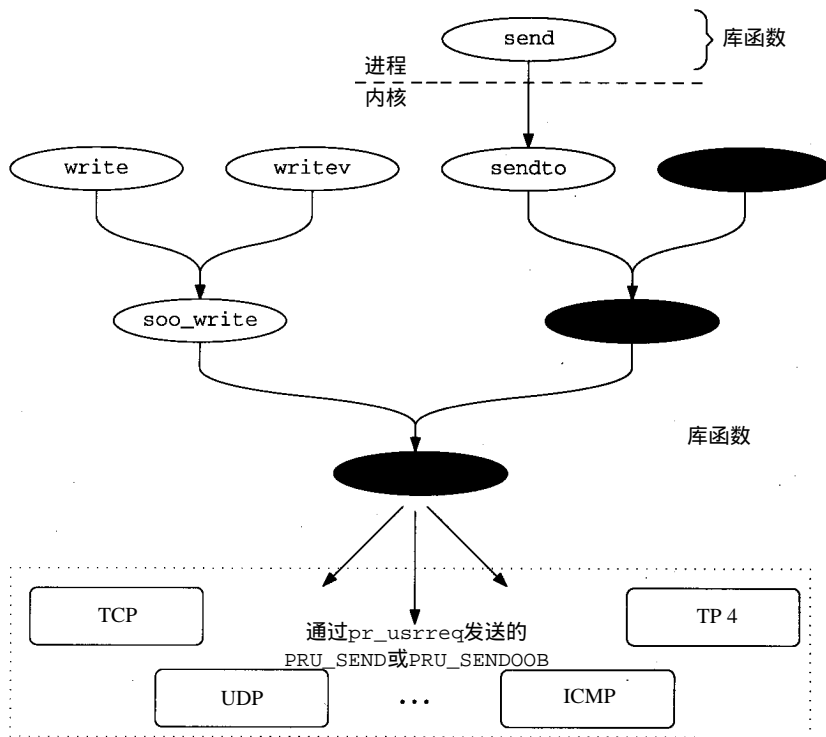 send
库函数
进程
内核
write
writev
sendto
soo_write
库函数
TCP
TP 4
通过pr_usrreq发送的
PRU_SEND或PRU_SENDOOB
UDP
...
ICMP